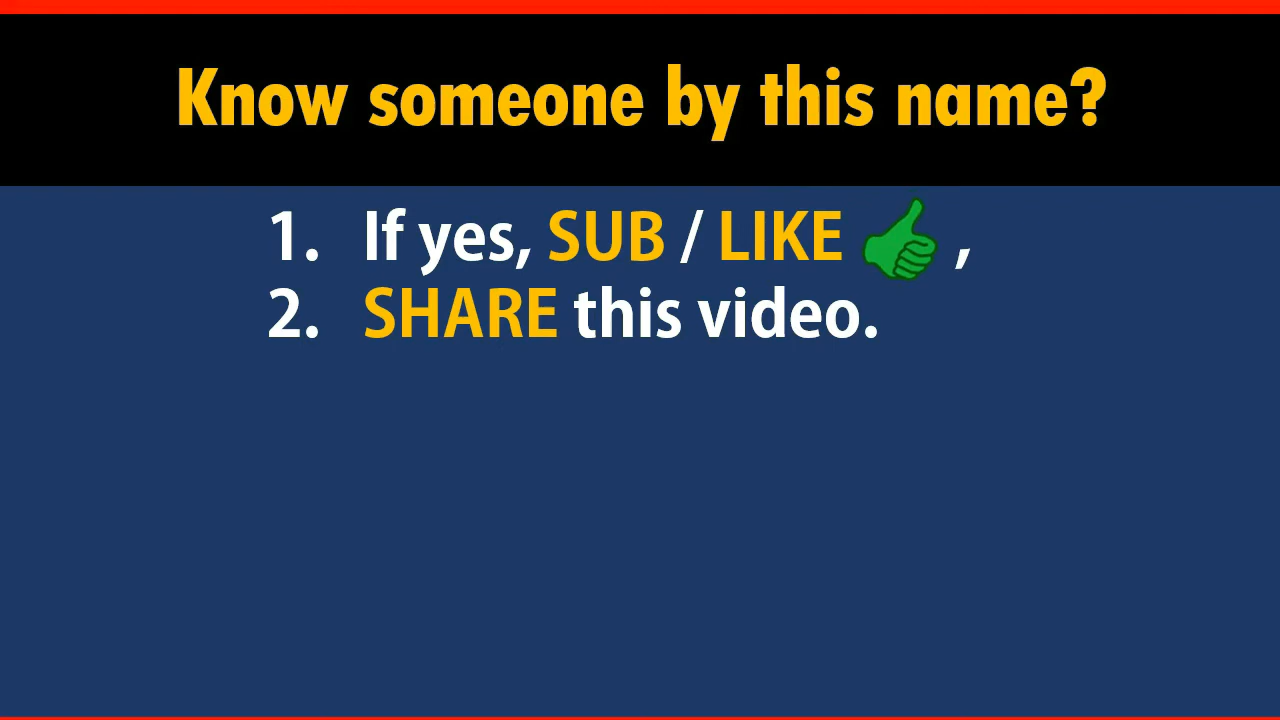 Know someone by this name?
1. If yes, SUB / LIKE ,
2. SHARE this video.